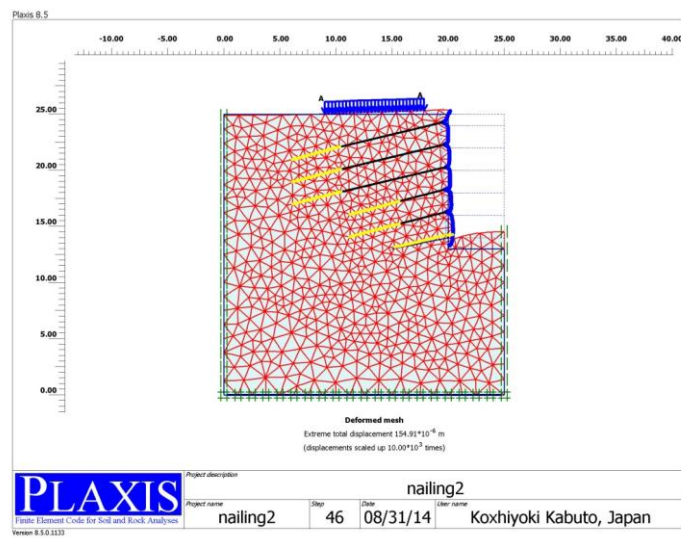 Plaxis 8.5
-10.00 -5.00 0.00 5.00 10.00 15.00 20.00 25.00 30.00 35.00 40.00
A A
25.00
20.00
15.00
10.00
5.00
0.00
Deformed mesh
Extreme total displacement 154.91*10⁻⁶ m
(displacements scaled up 10.00*10³ times)
PLAXIS
Finite Element Code for Soil and Rock Analyses
Version 8.5.0.1133
Project description
nailing2
Project name
nailing2
Step
46
Date
08/31/14
User name
Koxhiyoki Kabuto, Japan